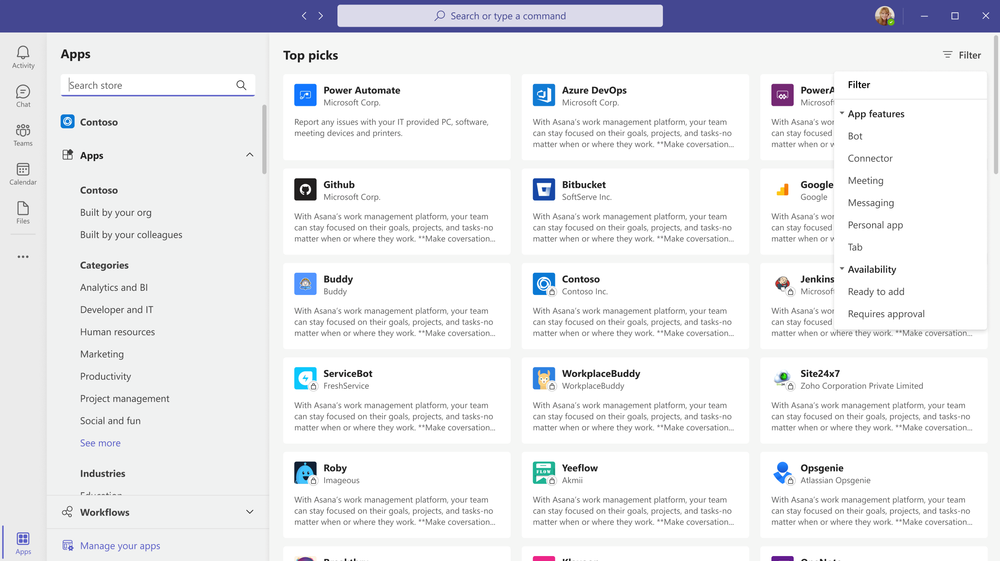 Search or type a command
Activity
Chat
Teams
Calendar
Files
Apps
Apps
Search store
Contoso
Apps
Contoso
Built by your org
Built by your colleagues
Categories
Analytics and BI
Developer and IT
Human resources
Marketing
Productivity
Project management
Social and fun
See more
Industries
Education
Workflows
Manage your apps
Top picks
Filter
Power Automate
Microsoft Corp.
Report any issues with your IT provided PC, software,
meeting devices and printers.
Azure DevOps
Microsoft Corp.
With Asana’s work management platform, your team
can stay focused on their goals, projects, and tasks-no
matter when or where they work. **Make coversation...
PowerA
Microsoft
With Asana’s wor
can stay focused
matter when or w
Github
Microsoft Corp.
With Asana’s work management platform, your team
can stay focused on their goals, projects, and tasks-no
matter when or where they work. **Make coversation...
Bitbucket
SoftServe Inc.
With Asana’s work management platform, your team
can stay focused on their goals, projects, and tasks-no
matter when or where they work. **Make coversation...
Google
Google
With Asana’s wor
can stay focused
matter when or w
Buddy
Buddy
With Asana’s work management platform, your team
can stay focused on their goals, projects, and tasks-no
matter when or where they work. **Make coversation...
Contoso
Contoso Inc.
With Asana’s work management platform, your team
can stay focused on their goals, projects, and tasks-no
matter when or where they work. **Make coversation...
Jenkins
Microsoft
With Asana’s wor
can stay focused
matter when or where they work. **Make coversation...
Filter
App features
Bot
Connector
Meeting
Messaging
Personal app
Tab
Availability
Ready to add
Requires approval
ServiceBot
FreshService
With Asana’s work management platform, your team
can stay focused on their goals, projects, and tasks-no
matter when or where they work. **Make coversation...
WorkplaceBuddy
WorkplaceBuddy
With Asana’s work management platform, your team
can stay focused on their goals, projects, and tasks-no
matter when or where they work. **Make coversation...
Site24
Site24x7
Zoho Corporation Private Limited
With Asana’s work management platform, your team
can stay focused on their goals, projects, and tasks-no
matter when or where they work. **Make coversation...
Roby
Imageous
With Asana’s work management platform, your team
can stay focused on their goals, projects, and tasks-no
matter when or where they work. **Make coversation...
FLOW
Yeeflow
Akmii
With Asana’s work management platform, your team
can stay focused on their goals, projects, and tasks-no
matter when or where they work. **Make coversation...
Opsgenie
Atlassian Opsgenie
With Asana’s work management platform, your team
can stay focused on their goals, projects, and tasks-no
matter when or where they work. **Make coversation...
OneNote